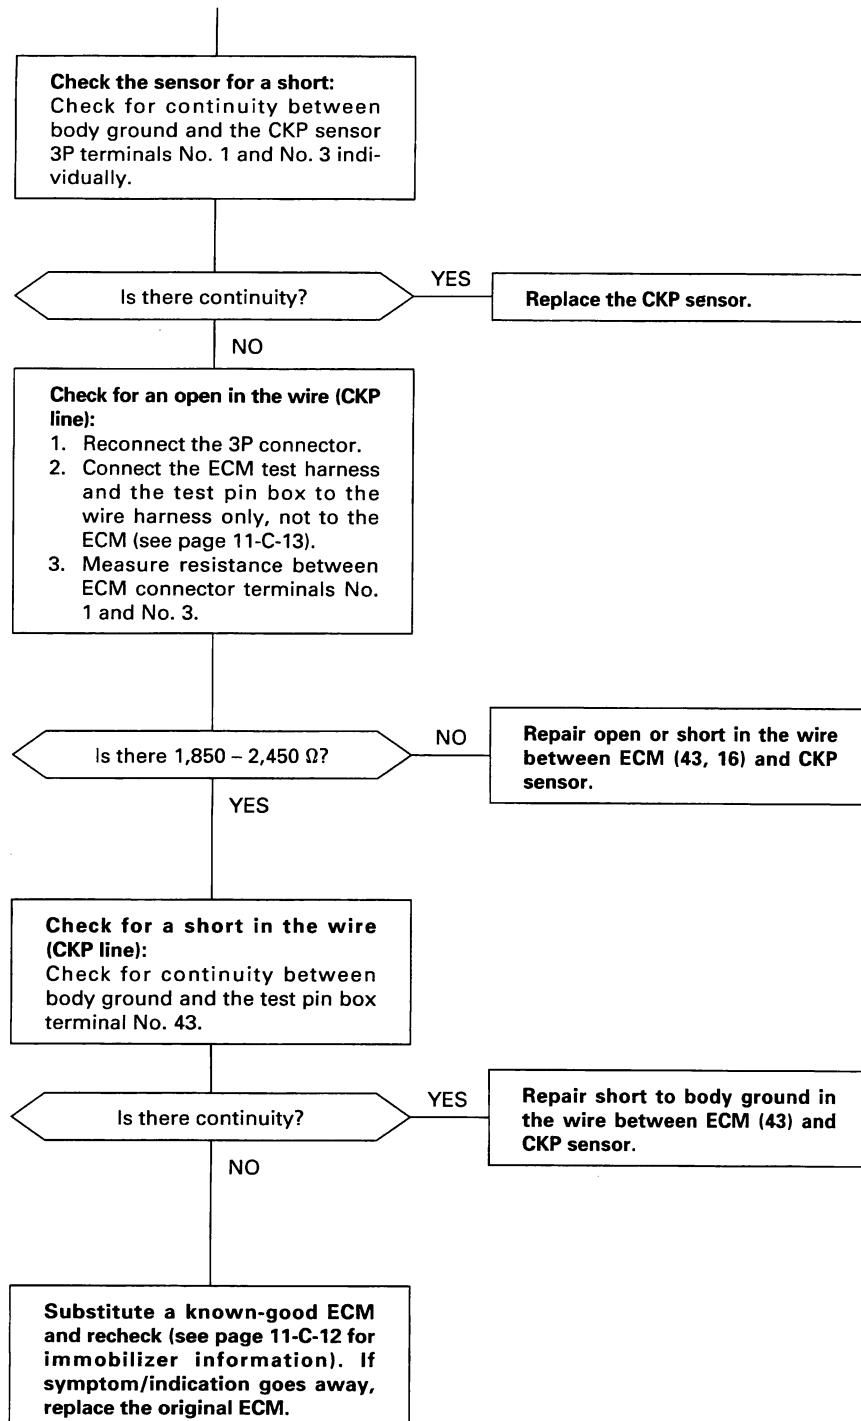 Check the sensor for a short:
Check for continuity between
body ground and the CKP sensor
3P terminals No. 1 and No. 3 indi-
vidually.
Is there continuity?
YES
Replace the CKP sensor.
NO
Check for an open in the wire (CKP
line):
1. Reconnect the 3P connector.
2. Connect the ECM test harness
and the test pin box to the
wire harness only, not to the
ECM (see page 11-C-13).
3. Measure resistance between
ECM connector terminals No.
1 and No. 3.
Is there 1,850 – 2,450 Ω?
NO
Repair open or short in the wire
between ECM (43, 16) and CKP
sensor.
YES
Check for a short in the wire
(CKP line):
Check for continuity between
body ground and the test pin box
terminal No. 43.
Is there continuity?
YES
Repair short to body ground in
the wire between ECM (43) and
CKP sensor.
NO
Substitute a known-good ECM
and recheck (see page 11-C-12 for
immobilizer information). If
symptom/indication goes away,
replace the original ECM.